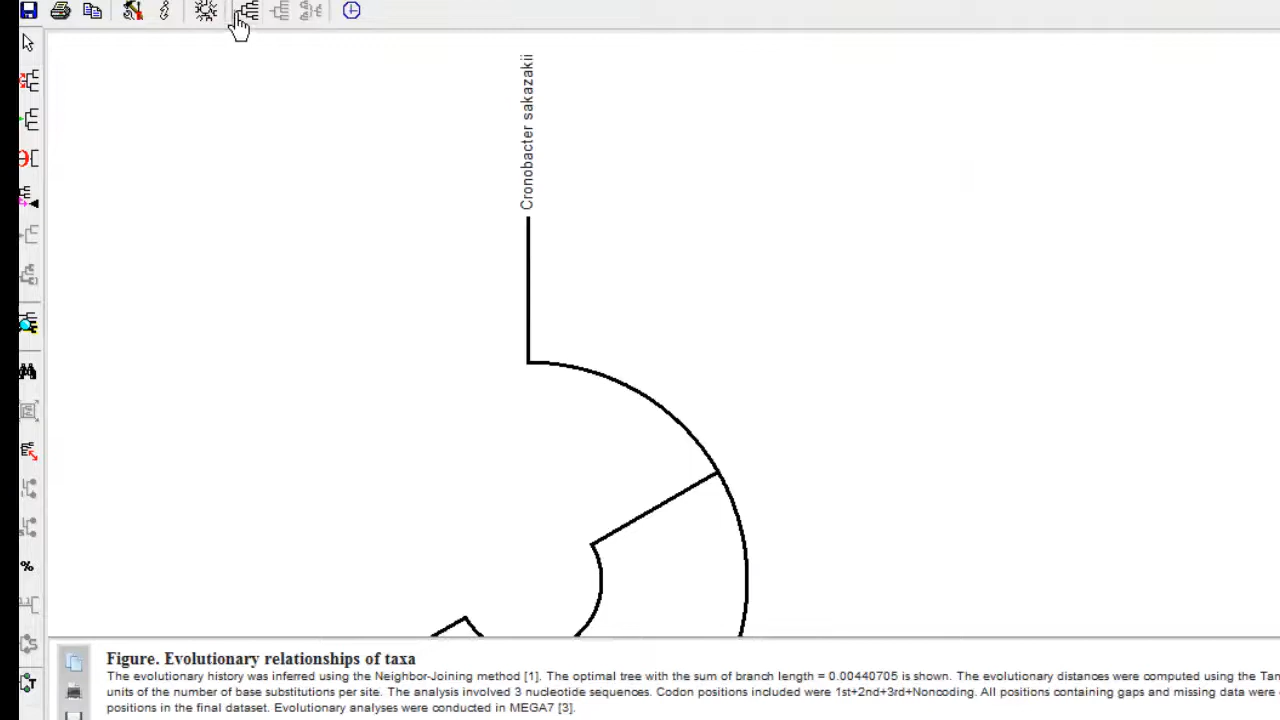 Cronobacter sakazakii
%
Figure. Evolutionary relationships of taxa
The evolutionary history was inferred using the Neighbor-Joining method [1]. The optimal tree with the sum of branch length = 0.00440705 is shown. The evolutionary distances were computed using the
units of the number of base substitutions per site. The analysis involved 3 nucleotide sequences. Codon positions included were 1st+2nd+3rd+Noncoding. All positions containing gaps and missing data were
positions in the final dataset. Evolutionary analyses were conducted in MEGA7 [3].